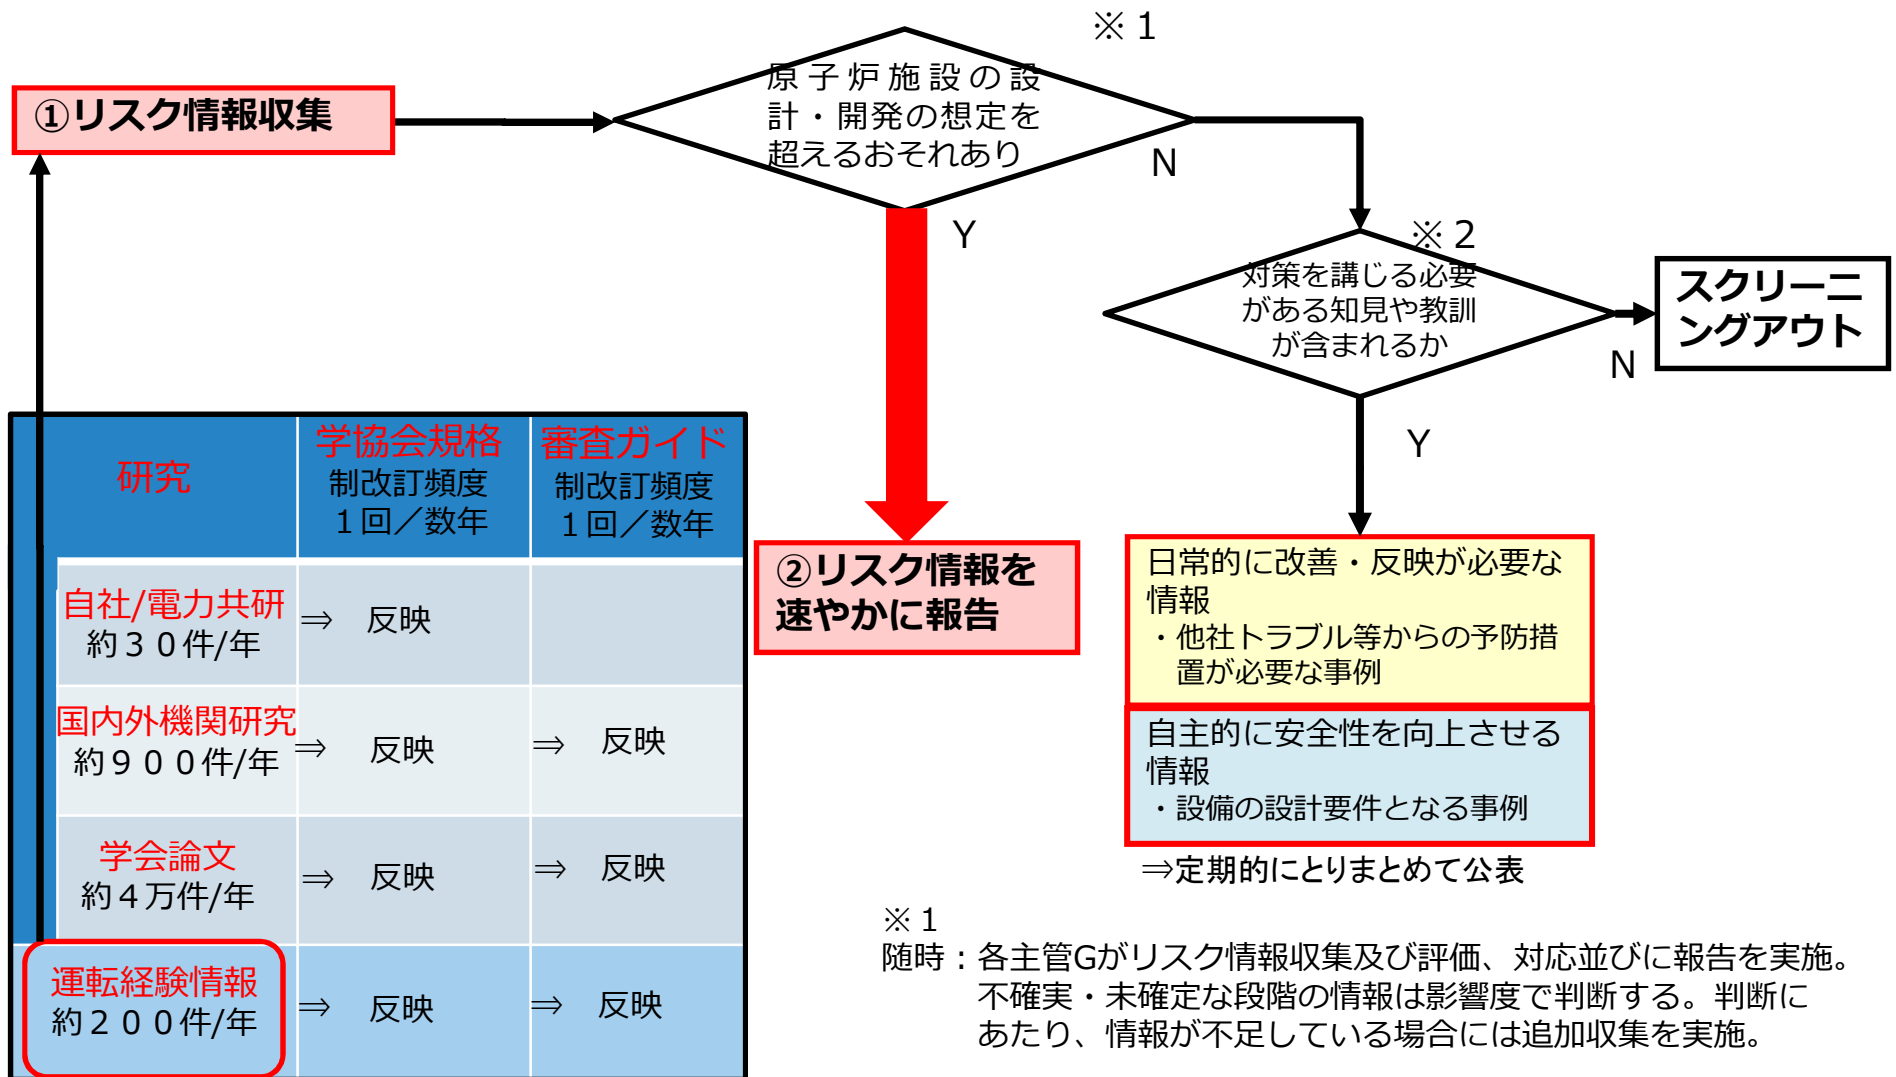 ※１
①リスク情報収集
原子炉施設の設
計・開発の想定を
超えるおそれあり
N
Y
※２
対策を講じる必要
がある知見や教訓
が含まれるか
スクリーニ
ングアウト
N
Y
研究
学協会規格
制改訂頻度
１回／数年
審査ガイド
制改訂頻度
１回／数年
自社/電力共研
約３０件/年
⇒ 反映
国内外機関研究
約９００件/年
⇒ 反映
⇒ 反映
学会論文
約４万件/年
⇒ 反映
⇒ 反映
運転経験情報
約２００件/年
⇒ 反映
⇒ 反映
②リスク情報を
速やかに報告
日常的に改善・反映が必要な
情報
・他社トラブル等からの予防措
置が必要な事例
自主的に安全性を向上させる
情報
・設備の設計要件となる事例
⇒定期的にとりまとめて公表
※１
随時：各主管Gがリスク情報収集及び評価、対応並びに報告を実施。
不確実・未確定な段階の情報は影響度で判断する。判断に
あたり、情報が不足している場合には追加収集を実施。